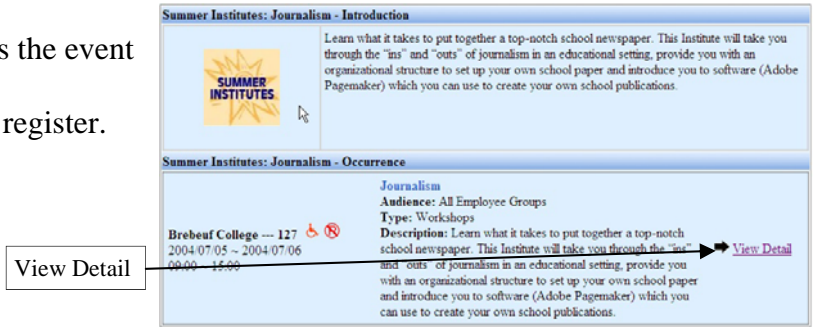 s the event
register.
View Detail
Summer Institutes: Journalism - Introduction
SUMMER
INSTITUTES
Learn what it takes to put together a top-notch school newspaper. This Institute will take you
through the "ins" and "outs" of journalism in an educational setting, provide you with an
organizational structure to set up your own school paper and introduce you to software (Adobe
Pagemaker) which you can use to create your own school publications.
Summer Institutes: Journalism - Occurrence
Brebeuf College --- 127
2004/07/05 ~ 2004/07/06
09:00 ~ 15:00
Journalism
Audience: All Employee Groups
Type: Workshops
Description: Learn what it takes to put together a top-notch
school newspaper. This Institute will take you through the "ins"
and "outs" of journalism in an educational setting, provide you
with an organizational structure to set up your own school paper
and introduce you to software (Adobe Pagemaker) which you
can use to create your own school publications.
View Detail